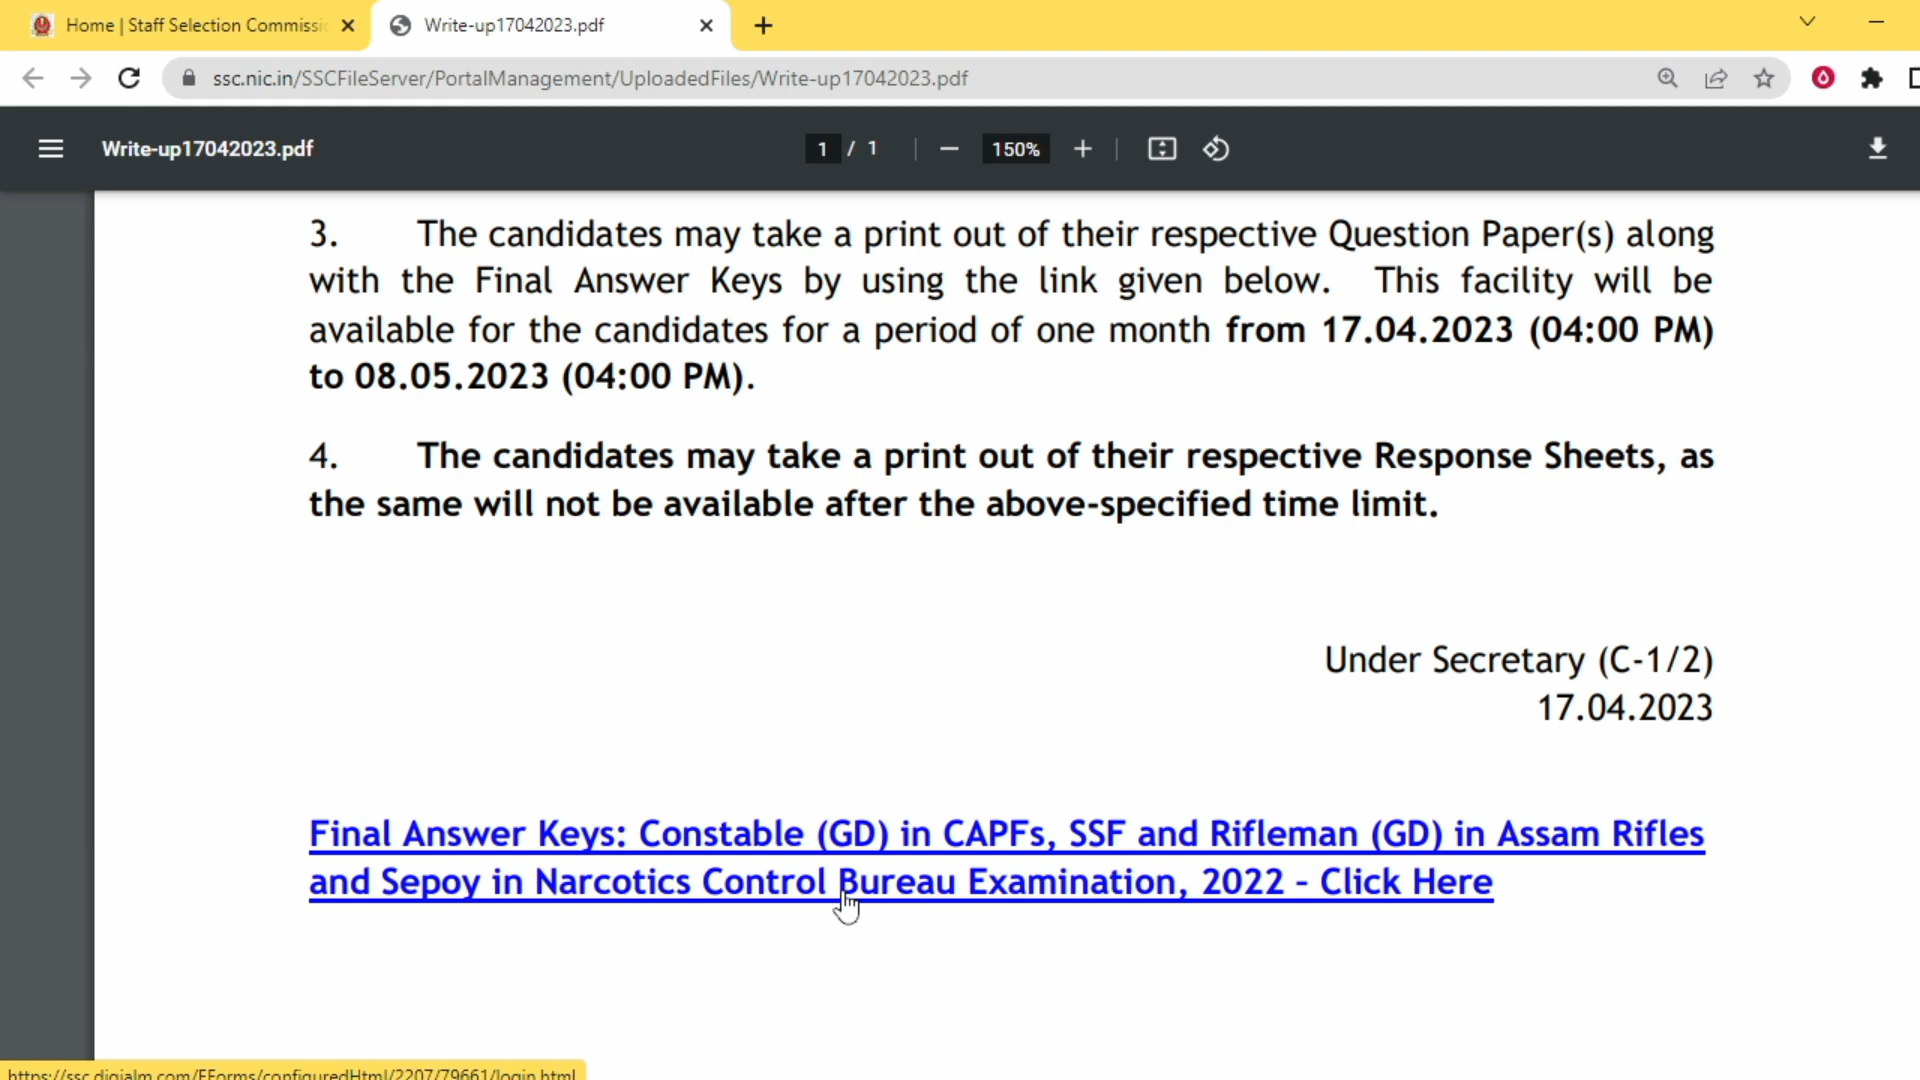 Home | Staff Selection Commissi
Write-up17042023.pdf
ssc.nic.in/SSCFileServer/PortalManagement/UploadedFiles/Write-up17042023.pdf
Write-up17042023.pdf
1 / 1
150%
3. The candidates may take a print out of their respective Question Paper(s) along
with the Final Answer Keys by using the link given below. This facility will be
available for the candidates for a period of one month from 17.04.2023 (04:00 PM)
to 08.05.2023 (04:00 PM).
4. The candidates may take a print out of their respective Response Sheets, as
the same will not be available after the above-specified time limit.
Under Secretary (C-1/2)
17.04.2023
Final Answer Keys: Constable (GD) in CAPFs, SSF and Rifleman (GD) in Assam Rifles
and Sepoy in Narcotics Control Bureau Examination, 2022 – Click Here
https://ssc.digialm.com/EForms/configuredHtml/2207/79661/login.html